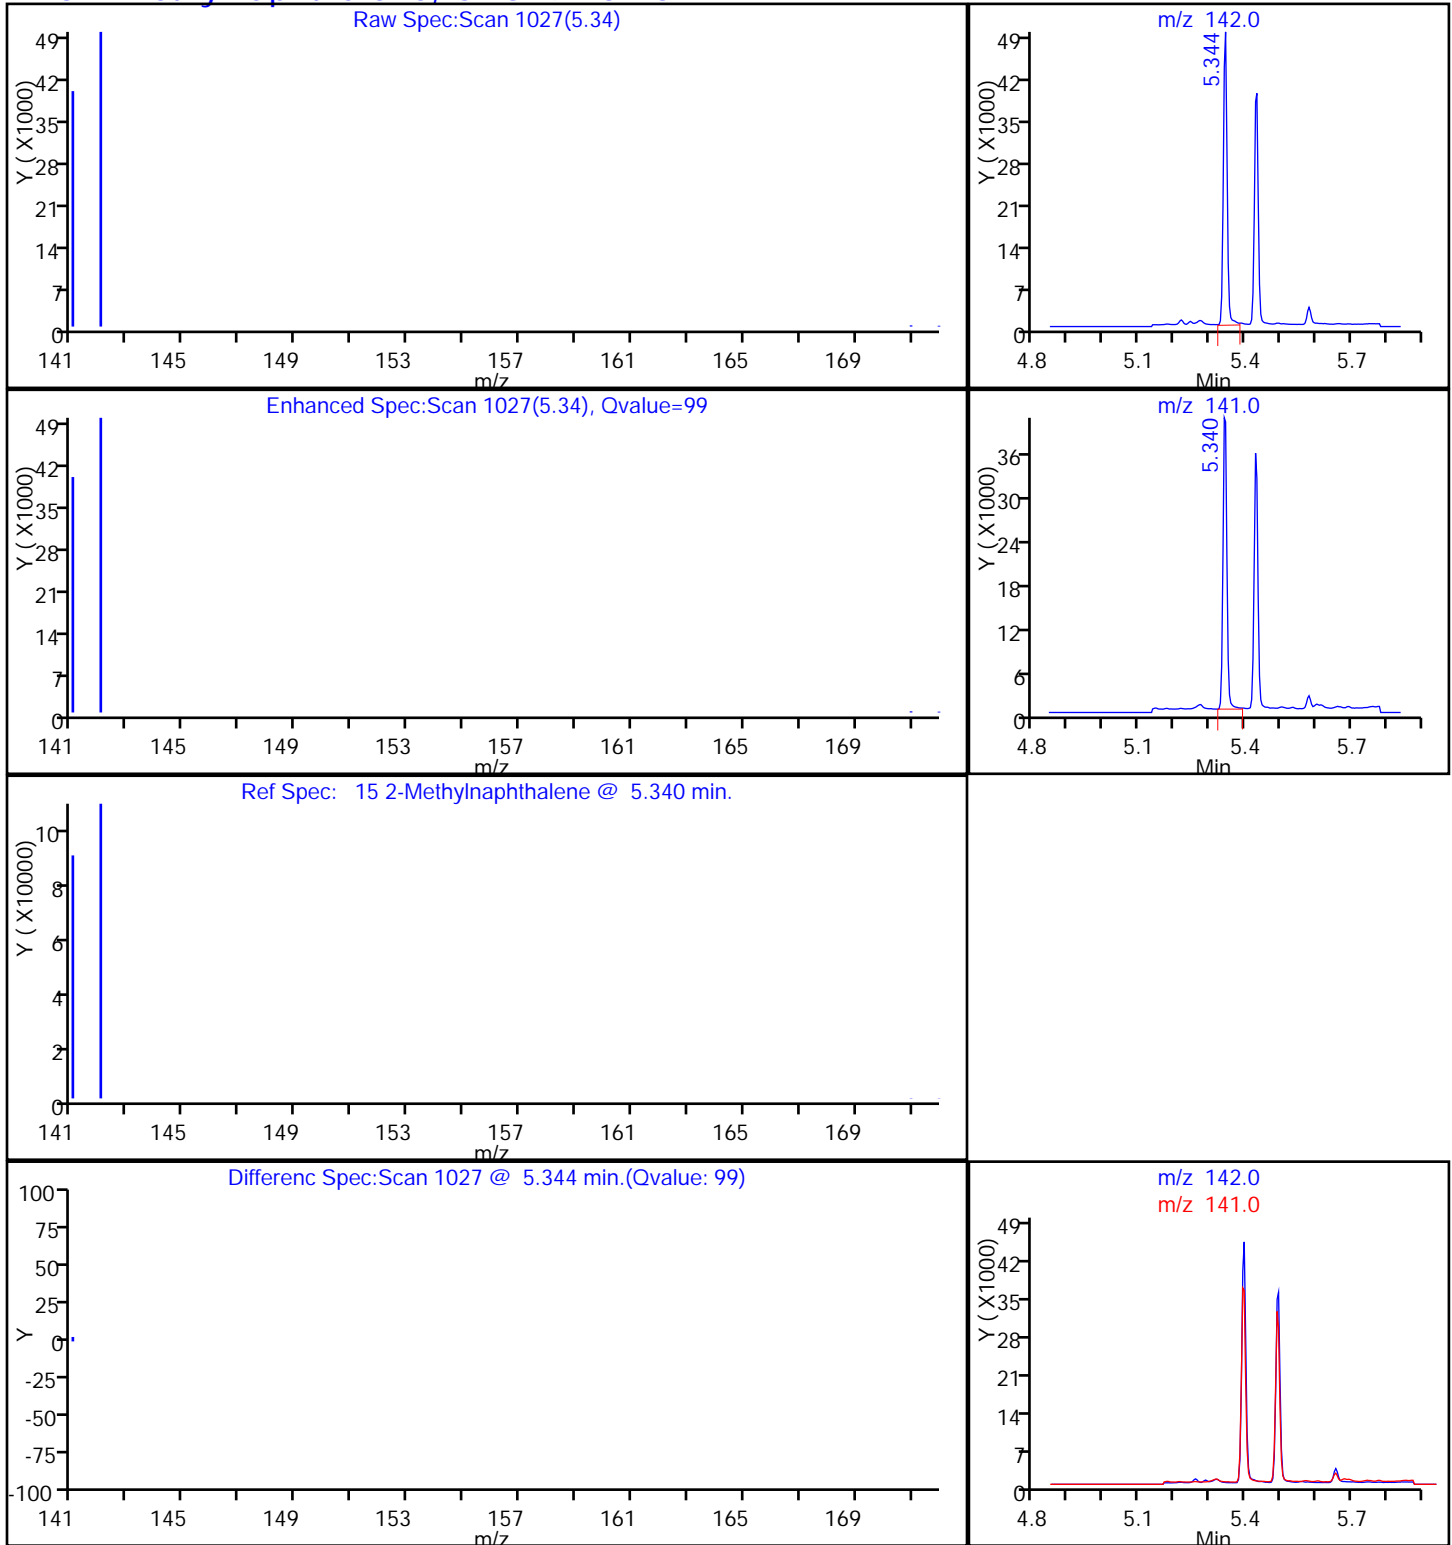 Raw Spec:Scan 1027(5.34)
Y ( X1000)
49
42
35
28
21
14
7
0
141 145 149 153 157 161 165 169
m/z
m/z 142.0
5.344
Y ( X1000)
49
42
35
28
21
14
7
0
4.8 5.1 5.4 5.7
Min
Enhanced Spec:Scan 1027(5.34), Qvalue=99
Y ( X1000)
49
42
35
28
21
14
7
0
141 145 149 153 157 161 165 169
m/z
m/z 141.0
5.340
Y ( X1000)
36
30
24
18
12
6
0
4.8 5.1 5.4 5.7
Min
Ref Spec: 15 2-Methylnaphthalene @ 5.340 min.
Y ( X10000)
10
8
6
4
2
0
141 145 149 153 157 161 165 169
m/z
Differenc Spec:Scan 1027 @ 5.344 min.(Qvalue: 99)
Y
100
75
50
25
0
-25
-50
-75
-100
141 145 149 153 157 161 165 169
m/z
m/z 142.0
m/z 141.0
Y ( X1000)
49
42
35
28
21
14
7
0
4.8 5.1 5.4 5.7
Min